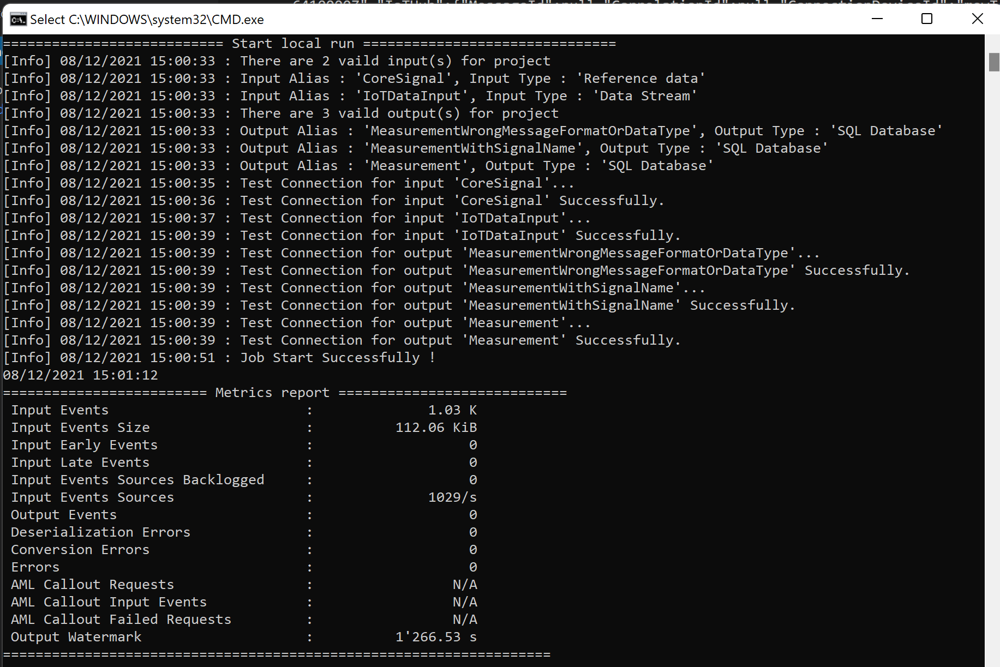 Select C:\WINDOWS\system32\CMD.exe
=========================== Start local run ===============================
[Info] 08/12/2021 15:00:33 : There are 2 vaild input(s) for project
[Info] 08/12/2021 15:00:33 : Input Alias : 'CoreSignal', Input Type : 'Reference data'
[Info] 08/12/2021 15:00:33 : Input Alias : 'IoTDataInput', Input Type : 'Data Stream'
[Info] 08/12/2021 15:00:33 : There are 3 vaild output(s) for project
[Info] 08/12/2021 15:00:33 : Output Alias : 'MeasurementWrongMessageFormatOrDataType', Output Type : 'SQL Database'
[Info] 08/12/2021 15:00:33 : Output Alias : 'MeasurementWithSignalName', Output Type : 'SQL Database'
[Info] 08/12/2021 15:00:33 : Output Alias : 'Measurement', Output Type : 'SQL Database'
[Info] 08/12/2021 15:00:35 : Test Connection for input 'CoreSignal'...
[Info] 08/12/2021 15:00:36 : Test Connection for input 'CoreSignal' Successfully.
[Info] 08/12/2021 15:00:37 : Test Connection for input 'IoTDataInput'...
[Info] 08/12/2021 15:00:39 : Test Connection for input 'IoTDataInput' Successfully.
[Info] 08/12/2021 15:00:39 : Test Connection for output 'MeasurementWrongMessageFormatOrDataType'...
[Info] 08/12/2021 15:00:39 : Test Connection for output 'MeasurementWrongMessageFormatOrDataType' Successfully.
[Info] 08/12/2021 15:00:39 : Test Connection for output 'MeasurementWithSignalName'...
[Info] 08/12/2021 15:00:39 : Test Connection for output 'MeasurementWithSignalName' Successfully.
[Info] 08/12/2021 15:00:39 : Test Connection for output 'Measurement'...
[Info] 08/12/2021 15:00:39 : Test Connection for output 'Measurement' Successfully.
[Info] 08/12/2021 15:00:51 : Job Start Successfully !
08/12/2021 15:01:12
========================= Metrics report ============================
Input Events : 1.03 K
Input Events Size : 112.06 KiB
Input Early Events : 0
Input Late Events : 0
Input Events Sources Backlogged : 0
Input Events Sources : 1029/s
Output Events : 0
Deserialization Errors : 0
Conversion Errors : 0
Errors : 0
AML Callout Requests : N/A
AML Callout Input Events : N/A
AML Callout Failed Requests : N/A
Output Watermark : 1'266.53 s
===================================================================